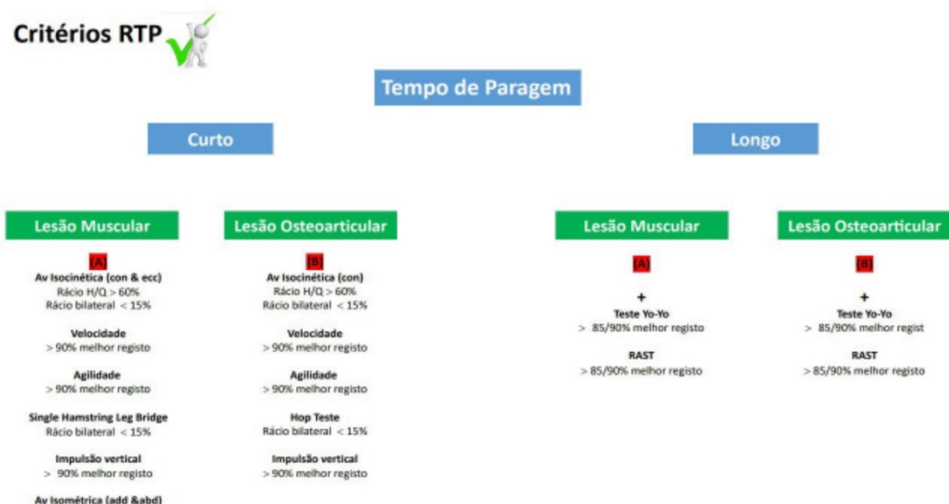 Critérios RTP
Tempo de Paragem
Curto
Longo
Lesão Muscular
(A)
Av Isocinética (con & ecc)
Rácio H/Q > 60%
Rácio bilateral < 15%
Velocidade
> 90% melhor registo
Agilidade
> 90% melhor registo
Single Hamstring Leg Bridge
Rácio bilateral < 15%
Impulsão vertical
> 90% melhor registo
Av Isométrica (add &abd)
Lesão Osteoarticular
(B)
Av Isocinética (con)
Rácio H/Q > 60%
Rácio bilateral < 15%
Velocidade
> 90% melhor registo
Agilidade
> 90% melhor registo
Hop Teste
Rácio bilateral < 15%
Impulsão vertical
> 90% melhor registo
Lesão Muscular
(A)
+
Teste Yo-Yo
> 85/90% melhor registo
RAST
> 85/90% melhor registo
Lesão Osteoarticular
(B)
+
Teste Yo-Yo
> 85/90% melhor regist
RAST
> 85/90% melhor registo